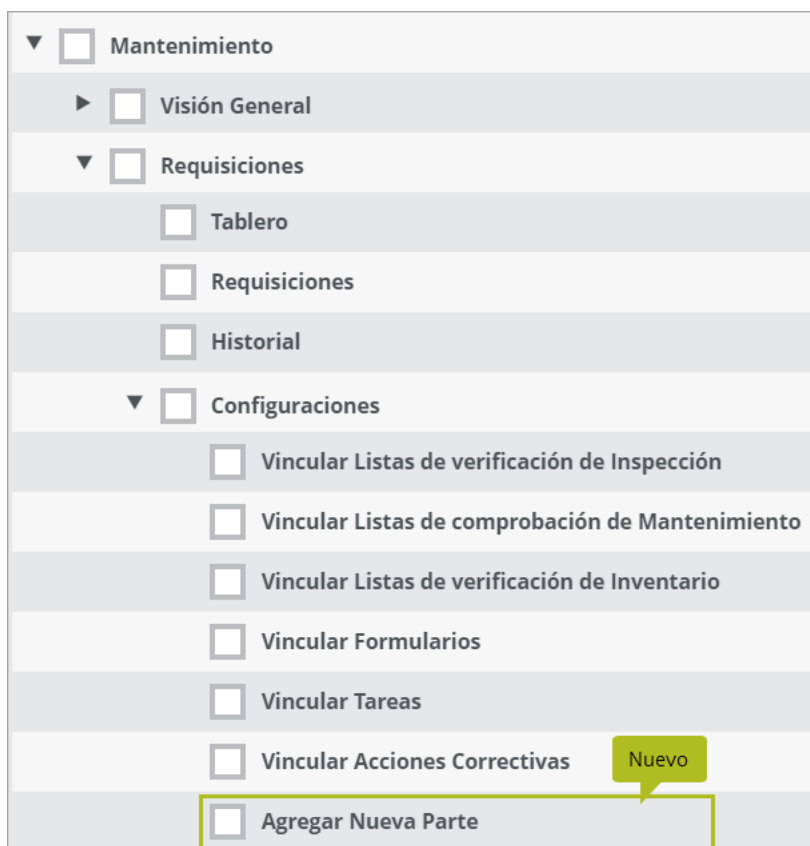 Mantenimiento
Visión General
Requisiciones
Tablero
Requisiciones
Historial
Configuraciones
Vincular Listas de verificación de Inspección
Vincular Listas de comprobación de Mantenimiento
Vincular Listas de verificación de Inventario
Vincular Formularios
Vincular Tareas
Vincular Acciones Correctivas
Nuevo
Agregar Nueva Parte